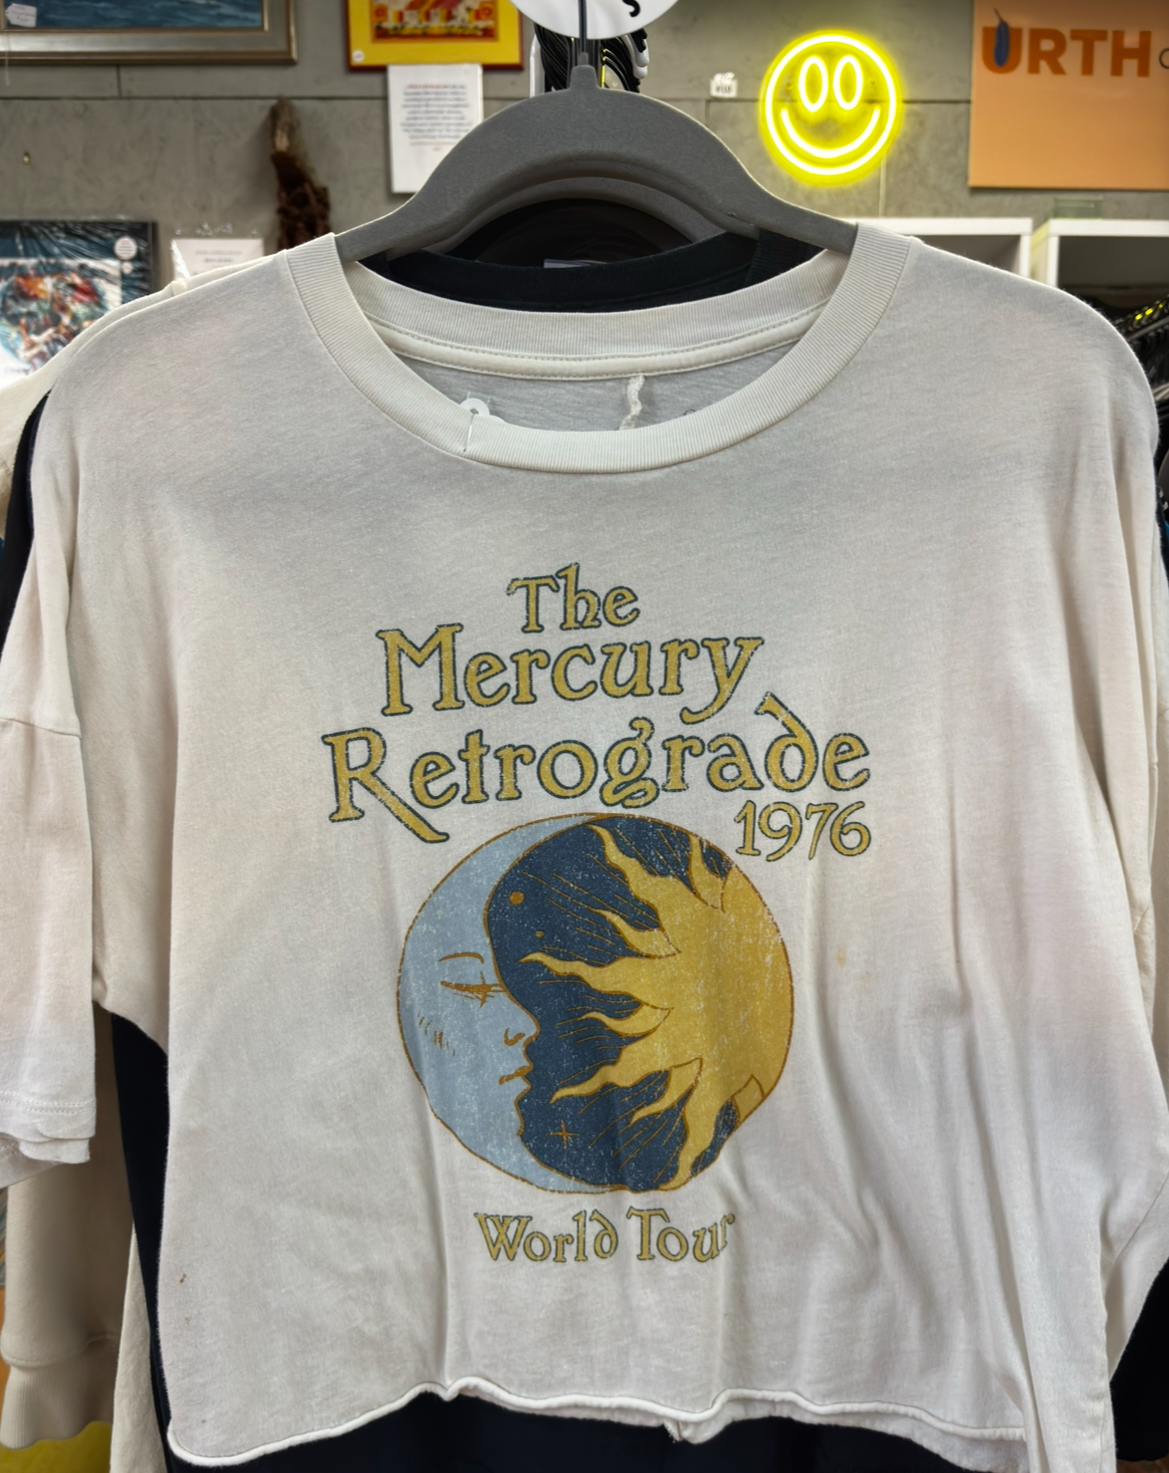 URTH
The
Mercury
Retrograde
1976
World Tour